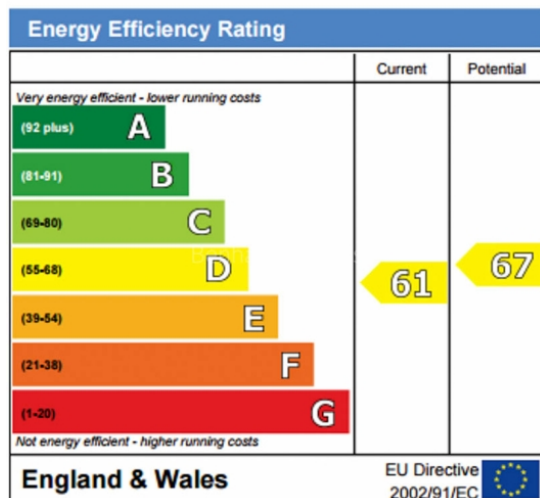 Energy Efficiency Rating
Current Potential
Very energy efficient - lower running costs
(92 plus) A
(81-91) B
(69-80) C
(55-68) D
61
67
(39-54) E
(21-38) F
(1-20) G
Not energy efficient - higher running costs
England & Wales
EU Directive
2002/91/EC